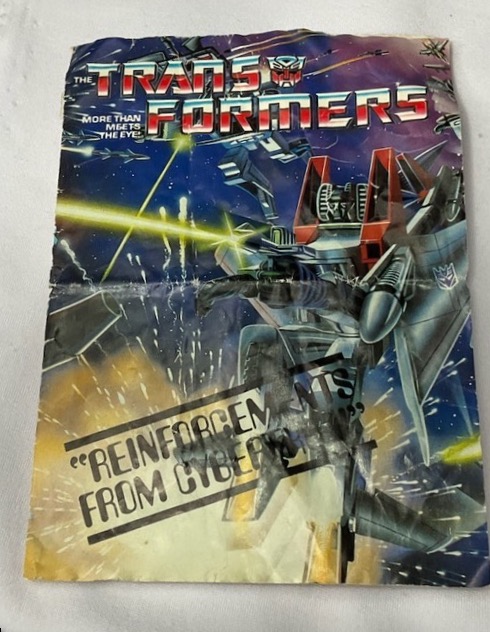 THE TRANS
FORMERS
MORE THAN
MEETS
THE EYE!
"REINFORCEMENTS
FROM CYBERTRON"